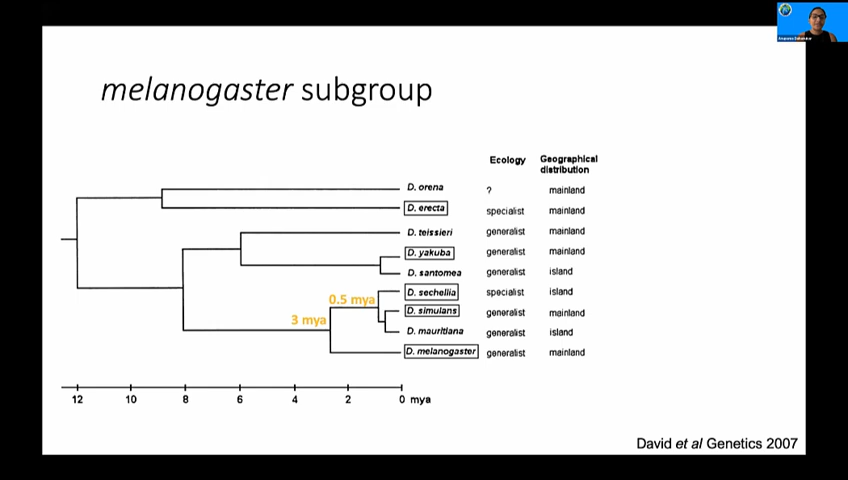 melanogaster subgroup
Ecology Geographical distribution
D. orena ? mainland
D. erecta specialist mainland
D. teissieri generalist mainland
D. yakuba generalist mainland
D. santomea generalist island
D. sechellia specialist island
0.5 mya
D. simulans generalist mainland
3 mya
D. mauritiana generalist island
D. melanogaster generalist mainland
12 10 8 6 4 2 0 mya
David et al Genetics 2007